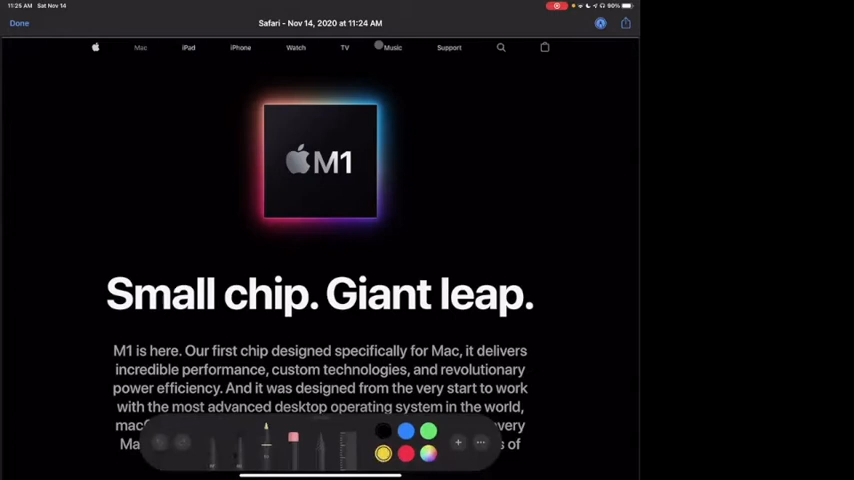 11:25 AM Sat Nov 14
90%
Done
Safari - Nov 14, 2020 at 11:24 AM
Mac iPad iPhone Watch TV Music Support
M1
Small chip. Giant leap.
M1 is here. Our first chip designed specifically for Mac, it delivers
incredible performance, custom technologies, and revolutionary
power efficiency. And it was designed from the very start to work
with the most advanced desktop operating system in the world,